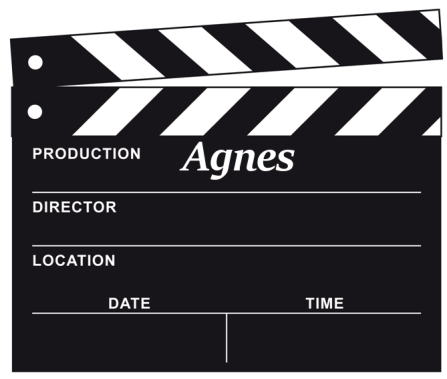 PRODUCTION Agnes
DIRECTOR
LOCATION
DATE TIME